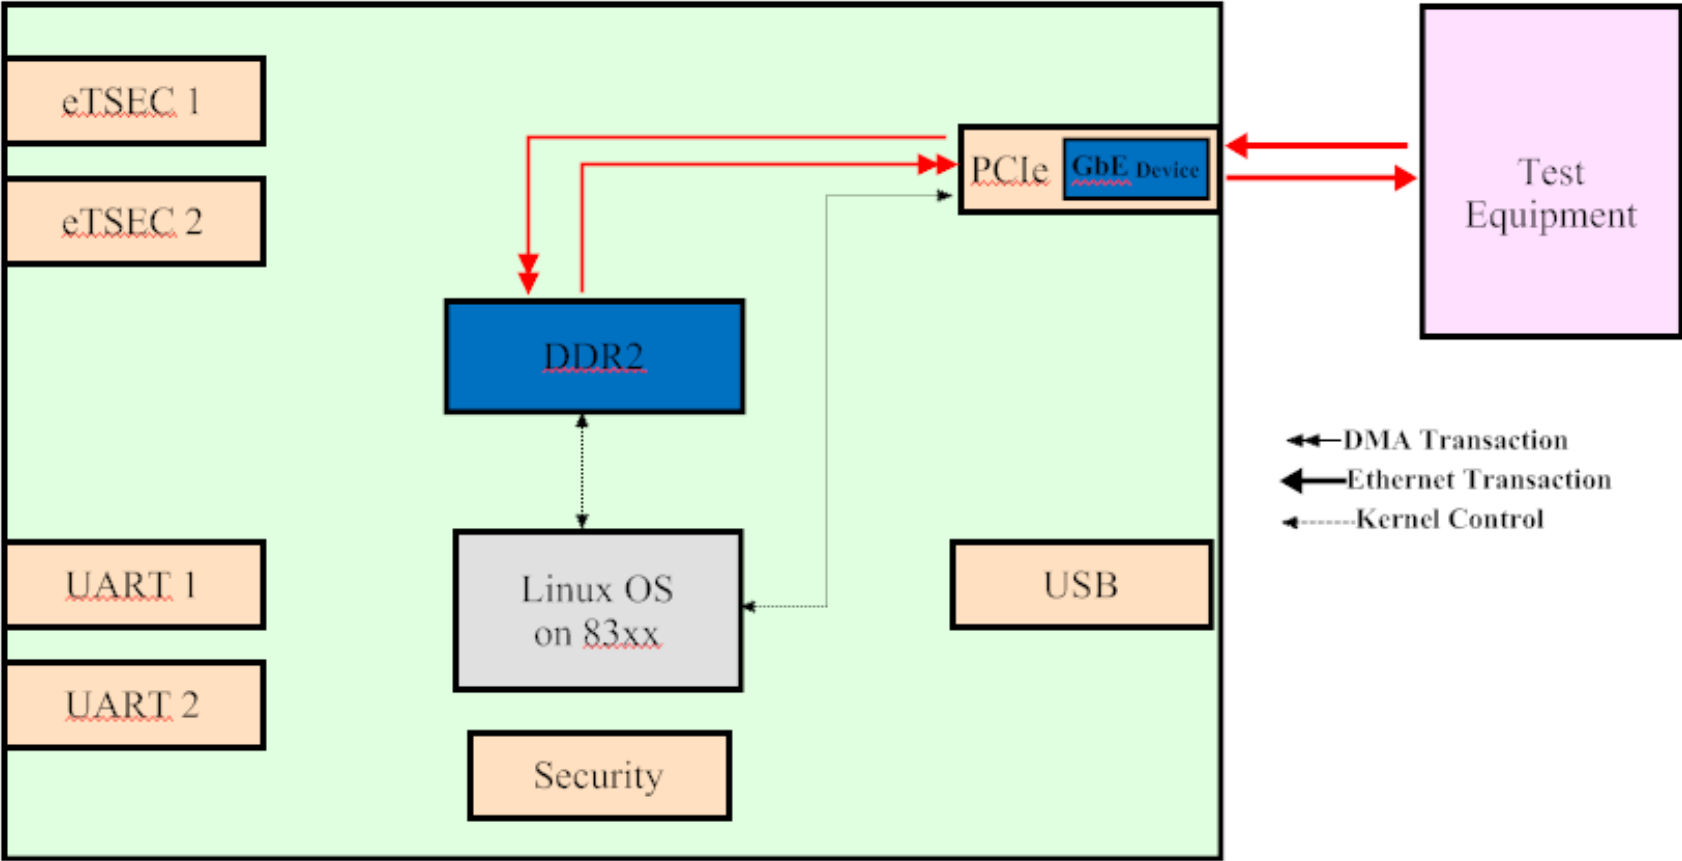 eTSEC 1
eTSEC 2
PCIe
GbE Device
Test
Equipment
DDR2
DMA Transaction
Ethernet Transaction
Kernel Control
UART 1
Linux OS
on 83xx
USB
UART 2
Security